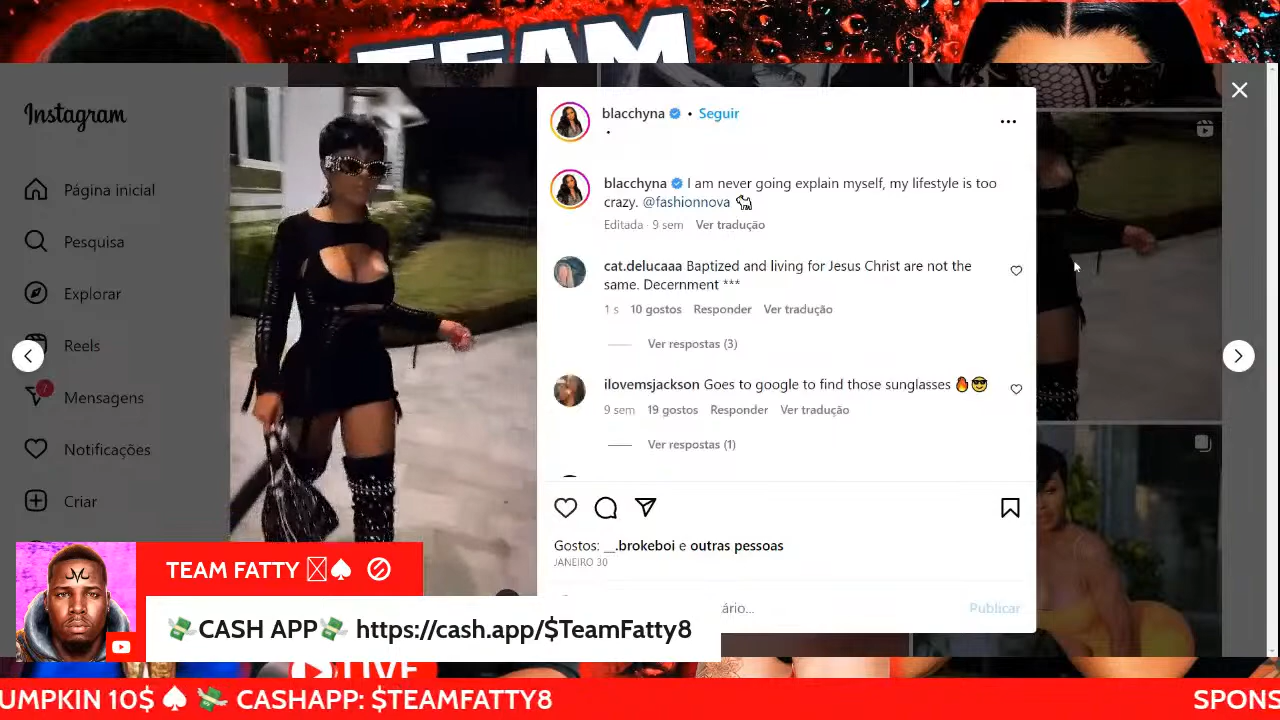 TEAM
Instagram
Página inicial
Pesquisa
Explorar
Reels
7
Mensagens
Notificações
Criar
blacchyna • Seguir
•
blacchyna I am never going explain myself, my lifestyle is too
crazy. @fashionnova 🐪
Editada · 9 sem Ver tradução
cat.delucaaa Baptized and living for Jesus Christ are not the
same. Decernment ***
1 s 10 gostos Responder Ver tradução
Ver respostas (3)
ilovemsjackson Goes to google to find those sunglasses 🔥😎
9 sem 19 gostos Responder Ver tradução
Ver respostas (1)
Gostos: __.brokeboi e outras pessoas
JANEIRO 30
ário...
Publicar
TEAM FATTY ♠
💸CASH APP💸 https://cash.app/$TeamFatty8
LIVE
UMPKIN 10$ ♠ 💸 CASHAPP: $TEAMFATTY8
SPONS